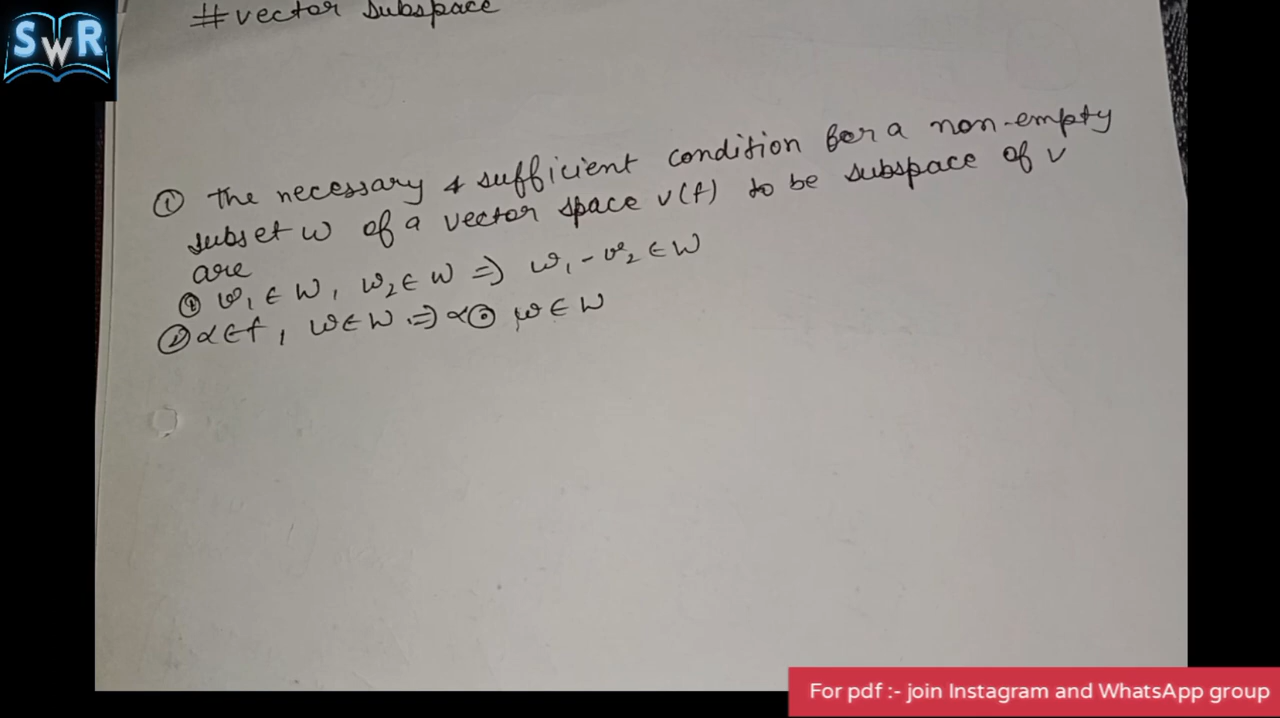 SWR
#vector subspace
① The necessary & sufficient condition for a non-empty
subset W of a vector space V(f) to be subspace of V
are
① w₁ ∈ W, w₂ ∈ W ⇒ w₁ - w₂ ∈ W
② α ∈ f, w ∈ W ⇒ α ⊙ w ∈ W
For pdf :- join Instagram and WhatsApp group